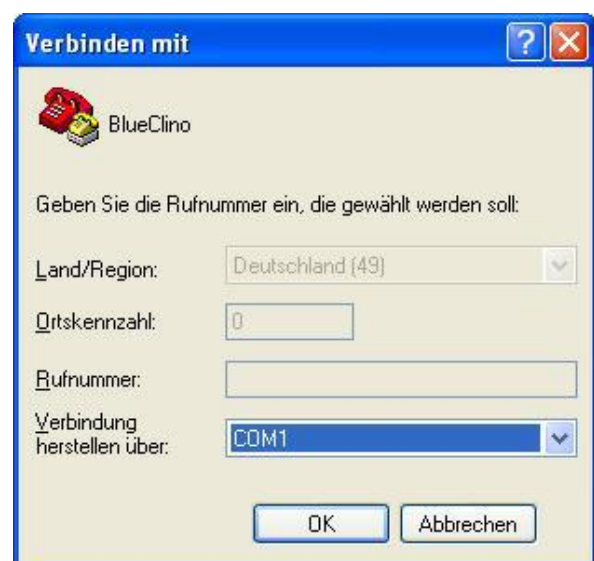 Verbinden mit
BlueClino
Geben Sie die Rufnummer ein, die gewählt werden soll:
Land/Region: Deutschland (49)
Ortskennzahl: 0
Rufnummer:
Verbindung
herstellen über: COM1
OK Abbrechen